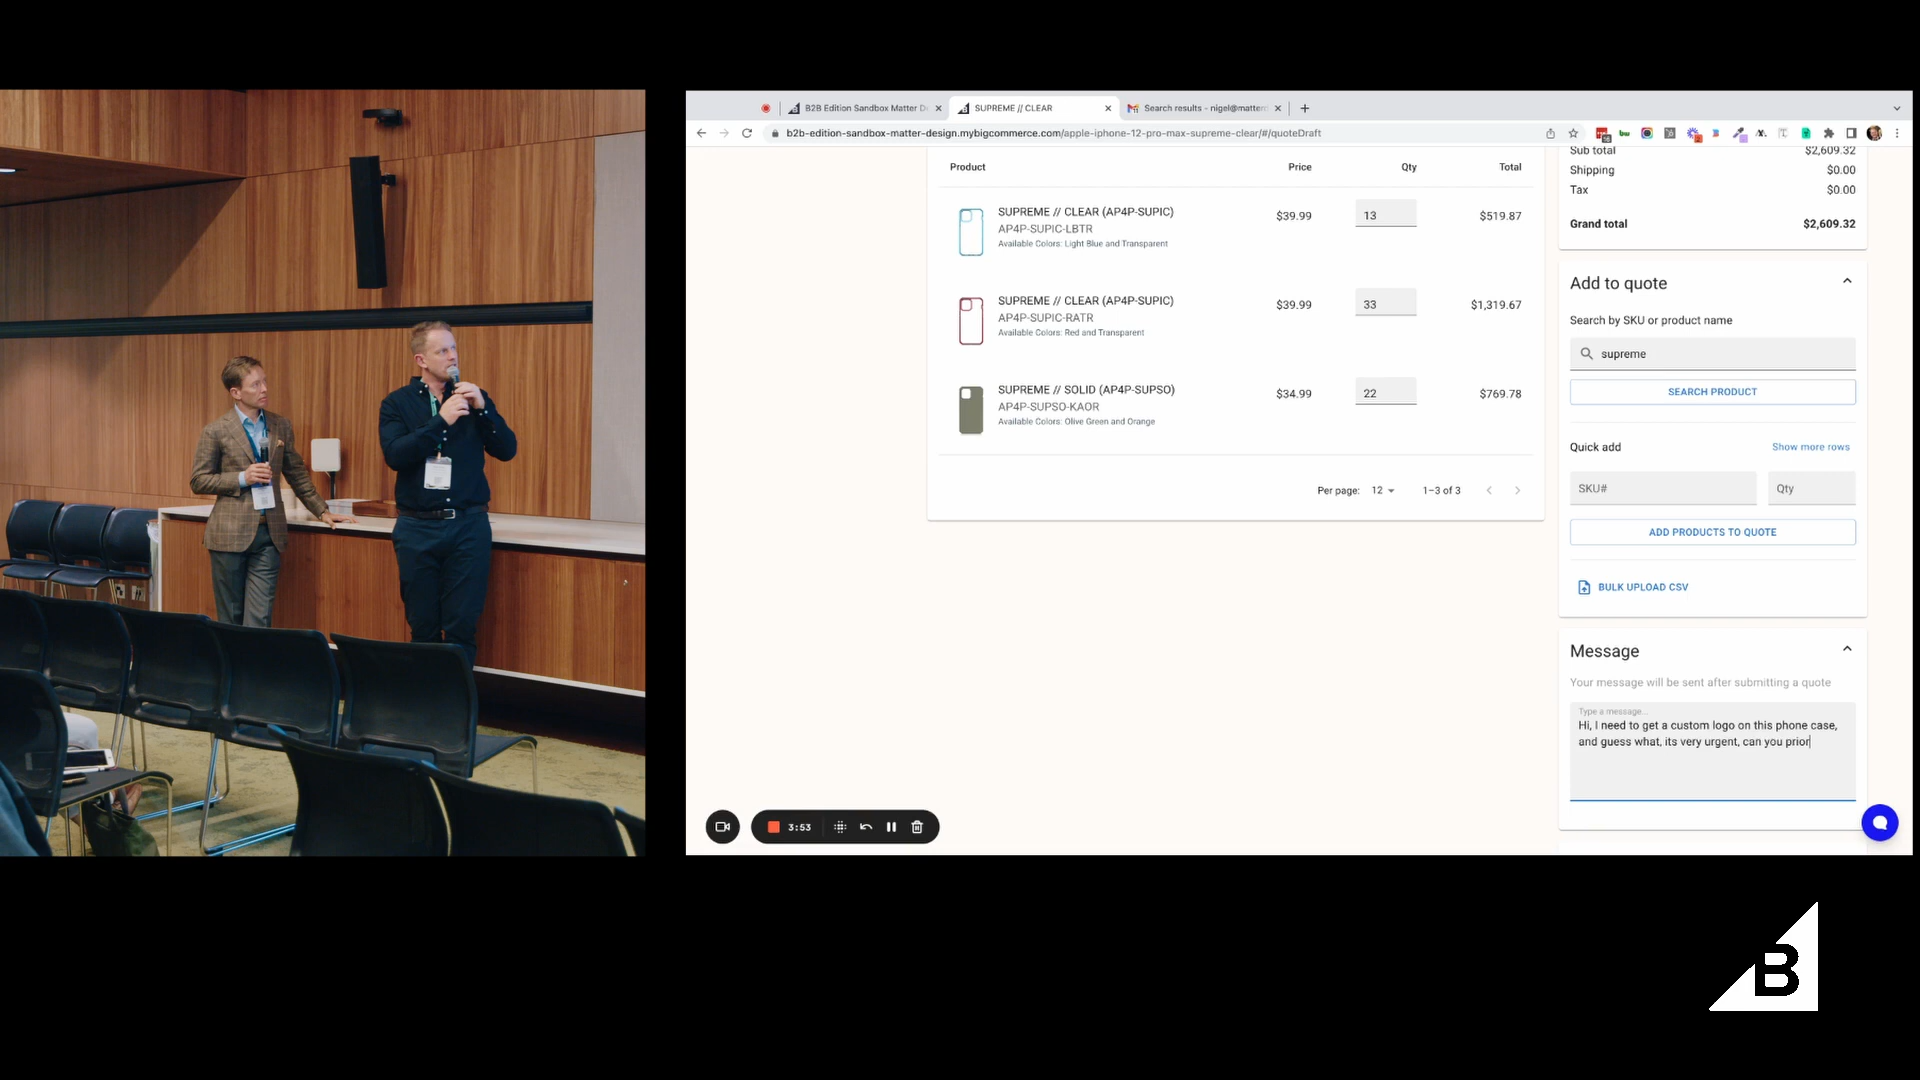 B2B Edition Sandbox Matter D
SUPREME // CLEAR
Search results - nigel@matter
b2b-edition-sandbox-matter-design.mybigcommerce.com/apple-iphone-12-pro-max-supreme-clear/#/quoteDraft
Product Price Qty Total
SUPREME // CLEAR (AP4P-SUPIC) $39.99 13 $519.87
AP4P-SUPIC-LBTR
Available Colors: Light Blue and Transparent
SUPREME // CLEAR (AP4P-SUPIC) $39.99 33 $1,319.67
AP4P-SUPIC-RATR
Available Colors: Red and Transparent
SUPREME // SOLID (AP4P-SUPSO) $34.99 22 $769.78
AP4P-SUPSO-KAOR
Available Colors: Olive Green and Orange
Per page: 12 1–3 of 3
Sub total $2,609.32
Shipping $0.00
Tax $0.00
Grand total $2,609.32
Add to quote
Search by SKU or product name
supreme
SEARCH PRODUCT
Quick add Show more rows
SKU# Qty
ADD PRODUCTS TO QUOTE
BULK UPLOAD CSV
Message
Your message will be sent after submitting a quote
Type a message...
Hi, I need to get a custom logo on this phone case,
and guess what, its very urgent, can you prior
3:53
B